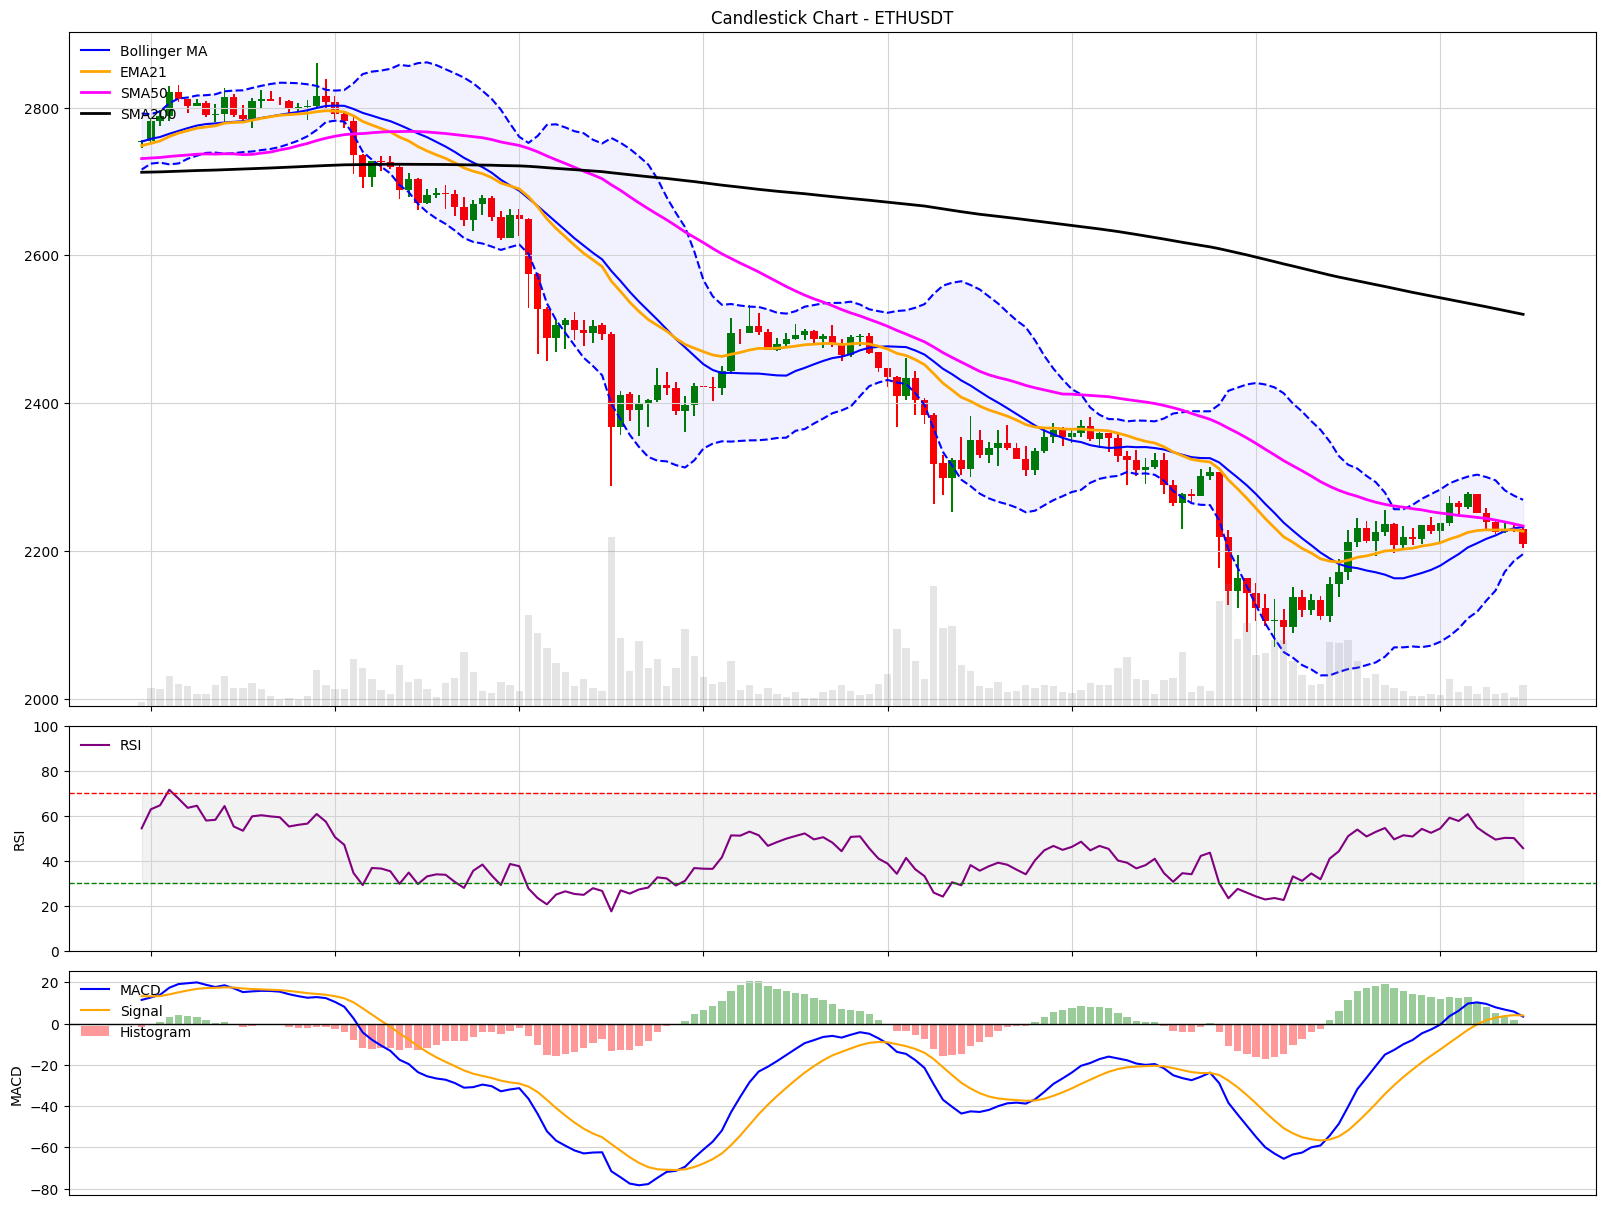 Candlestick Chart - ETHUSDT
Bollinger MA
EMA21
SMA50
SMA200
2800
2600
2400
2200
2000
RSI
RSI
100
80
60
40
20
0
MACD
Signal
Histogram
MACD
20
0
−20
−40
−60
−80